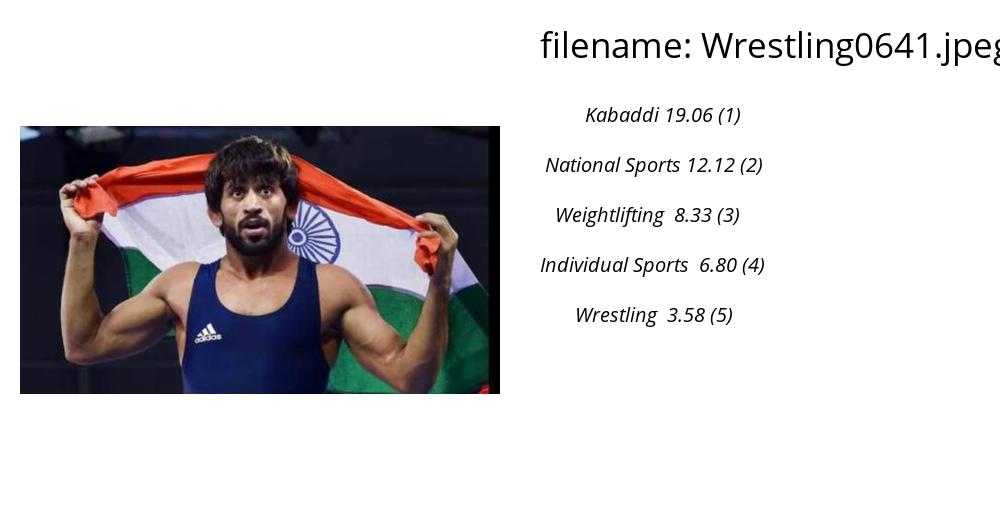 filename: Wrestling0641.jpeg
Kabaddi 19.06 (1)
National Sports 12.12 (2)
Weightlifting 8.33 (3)
Individual Sports 6.80 (4)
Wrestling 3.58 (5)
adidas